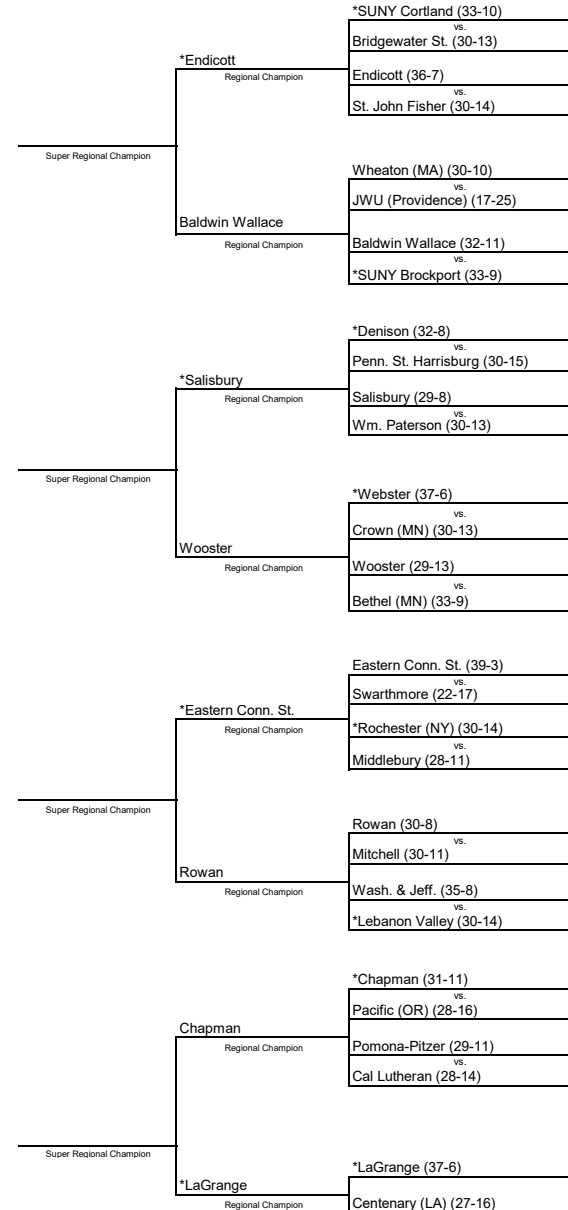 *SUNY Cortland (33-10)
vs.
Bridgewater St. (30-13)
*Endicott
Regional Champion
Endicott (36-7)
vs.
St. John Fisher (30-14)
Super Regional Champion
Wheaton (MA) (30-10)
vs.
JWU (Providence) (17-25)
Baldwin Wallace
Regional Champion
Baldwin Wallace (32-11)
vs.
*SUNY Brockport (33-9)
*Denison (32-8)
vs.
Penn. St. Harrisburg (30-15)
*Salisbury
Regional Champion
Salisbury (29-8)
vs.
Wm. Paterson (30-13)
Super Regional Champion
*Webster (37-6)
vs.
Crown (MN) (30-13)
Wooster
Regional Champion
Wooster (29-13)
vs.
Bethel (MN) (33-9)
Eastern Conn. St. (39-3)
vs.
Swarthmore (22-17)
*Eastern Conn. St.
Regional Champion
*Rochester (NY) (30-14)
vs.
Middlebury (28-11)
Super Regional Champion
Rowan (30-8)
vs.
Mitchell (30-11)
Rowan
Regional Champion
Wash. & Jeff. (35-8)
vs.
*Lebanon Valley (30-14)
*Chapman (31-11)
vs.
Pacific (OR) (28-16)
Chapman
Regional Champion
Pomona-Pitzer (29-11)
vs.
Cal Lutheran (28-14)
Super Regional Champion
*LaGrange (37-6)
*LaGrange
Regional Champion
Centenary (LA) (27-16)